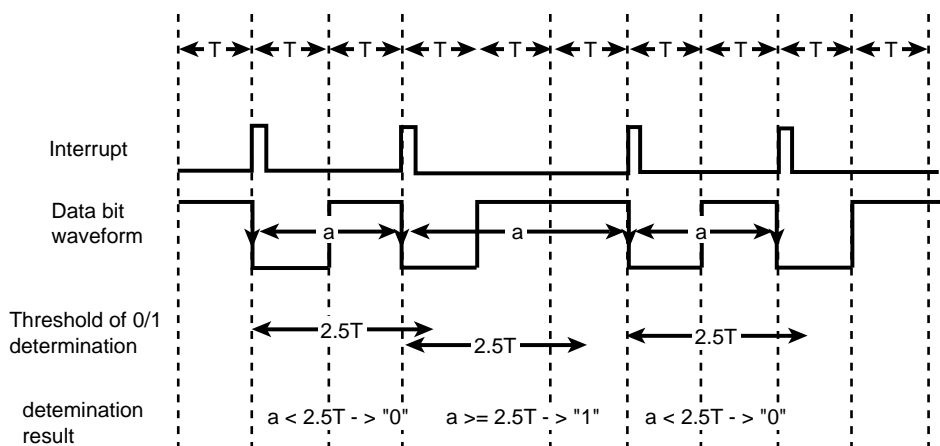 T T T T T T T T T T
Interrupt
Data bit
waveform
a a a
Threshold of 0/1
determination
2.5T 2.5T 2.5T
detemination
result
a < 2.5T - > "0" a >= 2.5T - > "1" a < 2.5T - > "0"